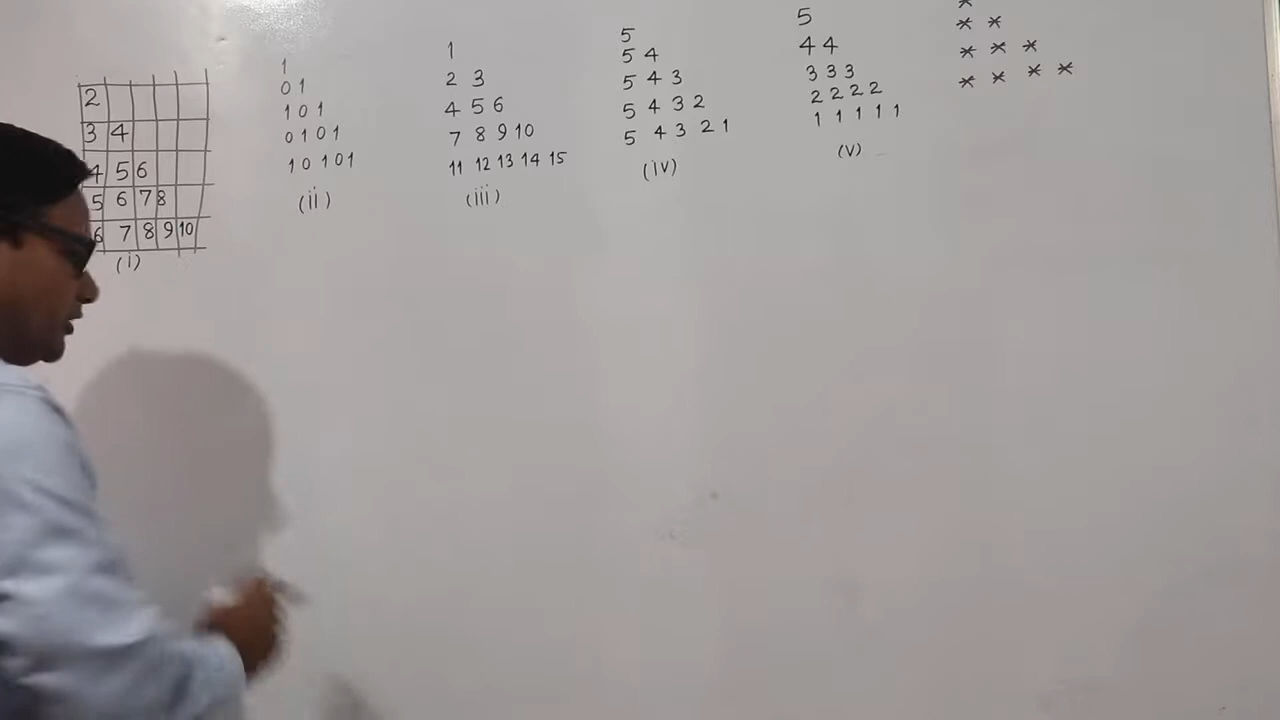 2
3 4
4 5 6
5 6 7 8
6 7 8 9 10
(i)
1
0 1
1 0 1
0 1 0 1
1 0 1 0 1
(ii)
1
2 3
4 5 6
7 8 9 10
11 12 13 14 15
(iii)
5
5 4
5 4 3
5 4 3 2
5 4 3 2 1
(iv)
5
4 4
3 3 3
2 2 2 2
1 1 1 1 1
(v)
*
* *
* * *
* * * *